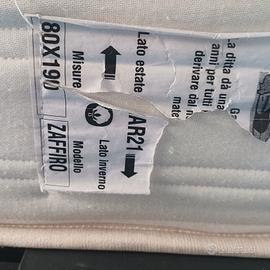 La ditta dà una
anni per tutti
derivare dal
mate
Lato estate
Misure
80X190
AR21
Lato Inverno
Modello
ZAFFIRO